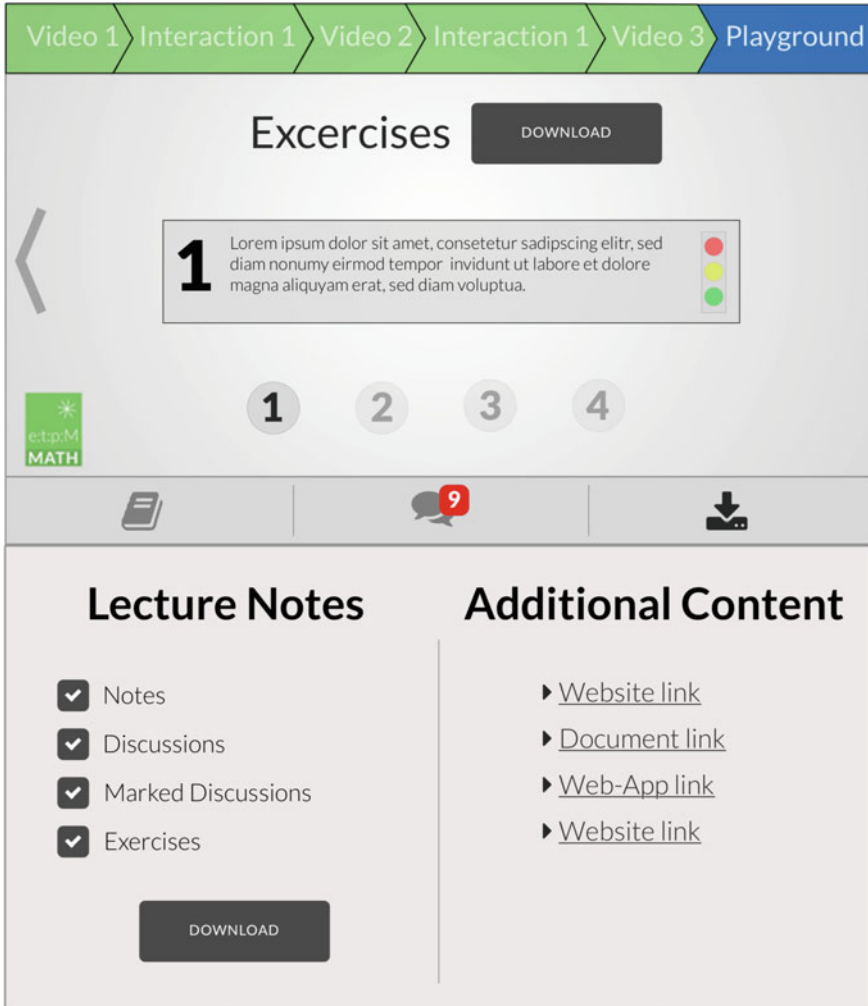 Video 1 Interaction 1 Video 2 Interaction 1 Video 3 Playground
Excercises DOWNLOAD
1
Lorem ipsum dolor sit amet, consetetur sadipscing elitr, sed
diam nonumy eirmod tempor invidunt ut labore et dolore
magna aliquyam erat, sed diam voluptua.
1 2 3 4
e:t:p:M
MATH
9
Lecture Notes
Notes
Discussions
Marked Discussions
Exercises
DOWNLOAD
Additional Content
Website link
Document link
Web-App link
Website link